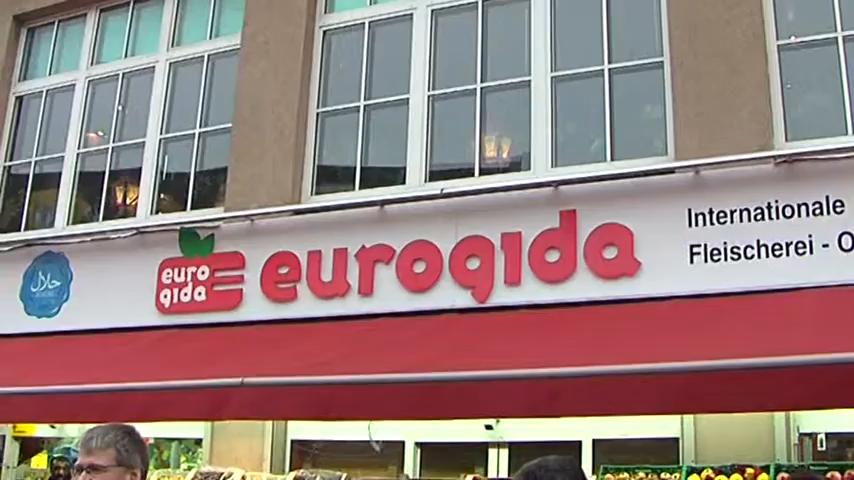 حلال
euro
gida
eurogida
Internationale
Fleischerei - O